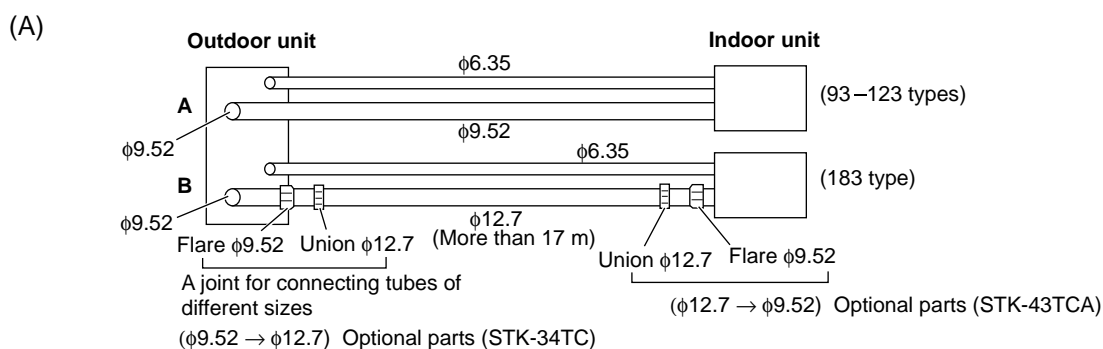 (A)
Outdoor unit
Indoor unit
ϕ6.35
A
(93–123 types)
ϕ9.52
ϕ9.52
ϕ6.35
B
(183 type)
ϕ9.52
ϕ12.7
(More than 17 m)
Flare ϕ9.52
Union ϕ12.7
Union ϕ12.7
Flare ϕ9.52
A joint for connecting tubes of
different sizes
(ϕ12.7 → ϕ9.52) Optional parts (STK-43TCA)
(ϕ9.52 → ϕ12.7) Optional parts (STK-34TC)